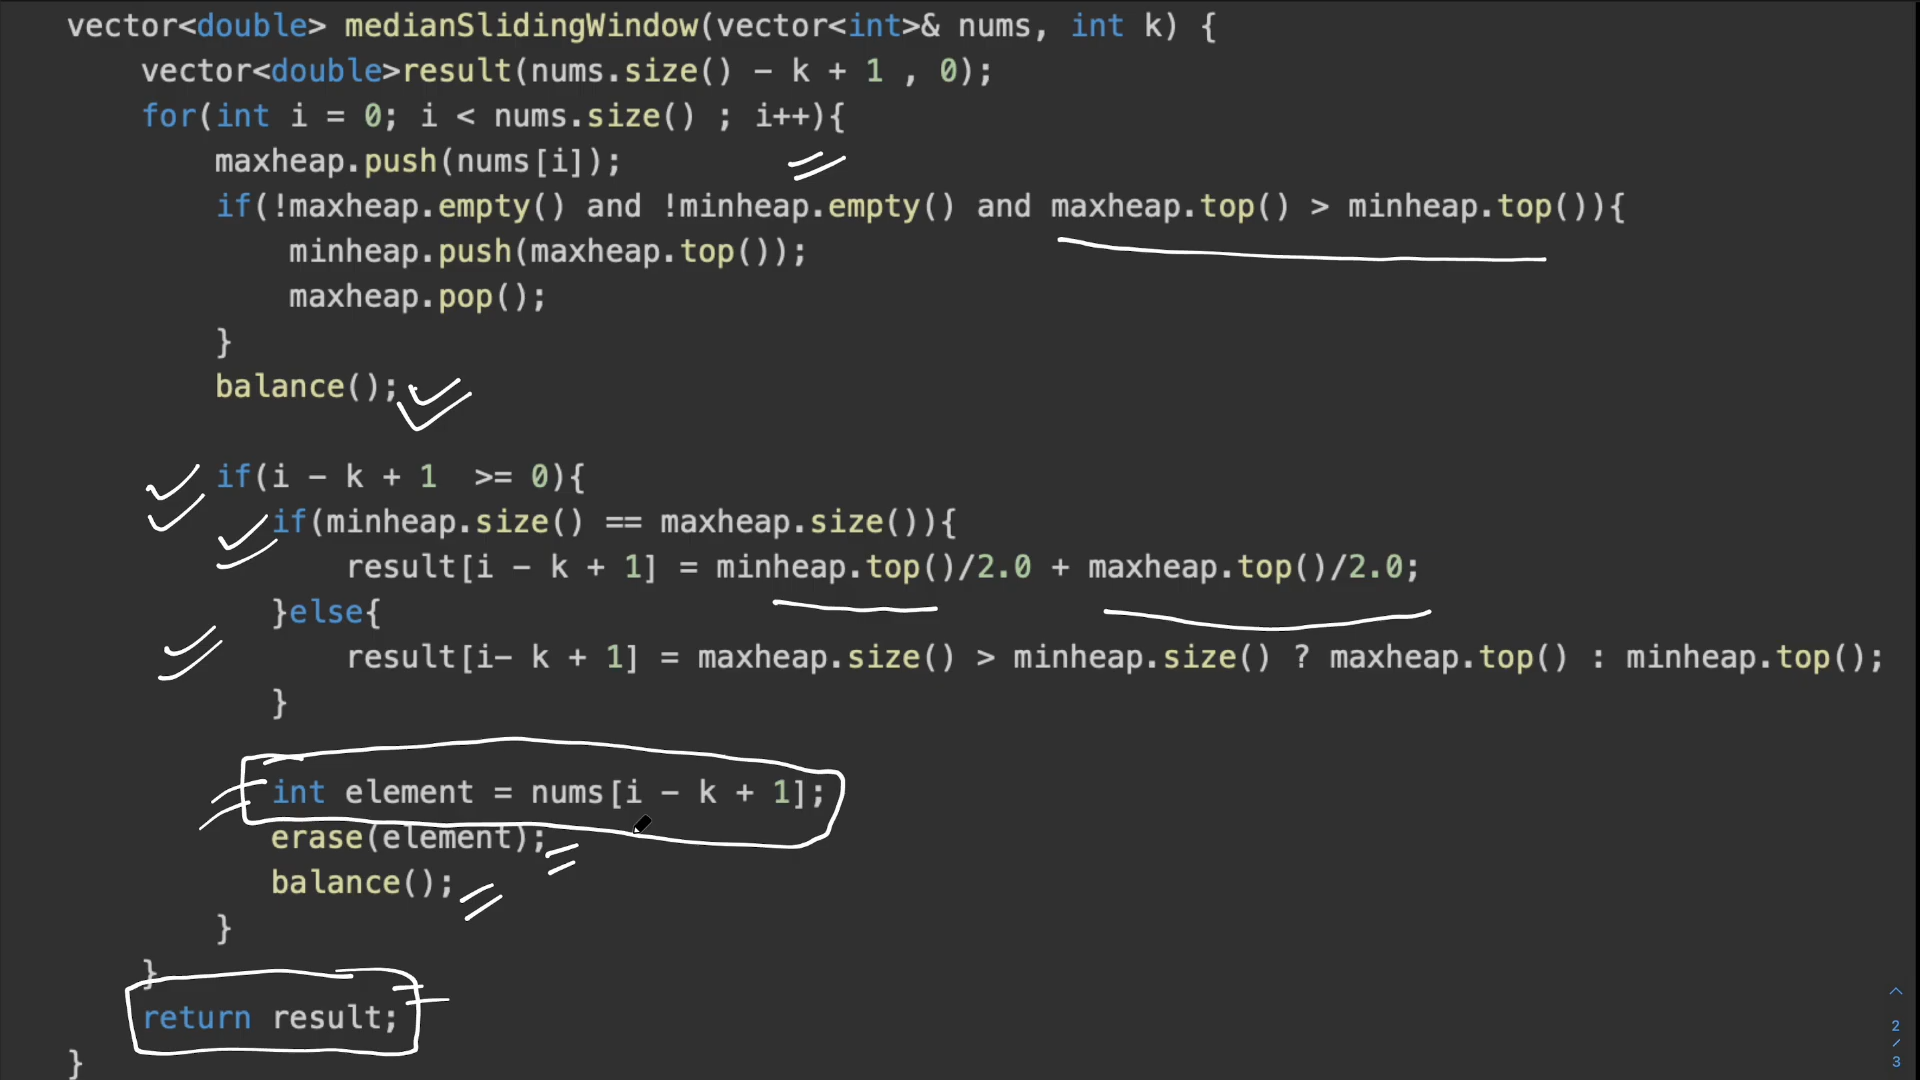 vector<double> medianSlidingWindow(vector<int>& nums, int k) {
vector<double>result(nums.size() - k + 1 , 0);
for(int i = 0; i < nums.size() ; i++){
maxheap.push(nums[i]);
if(!maxheap.empty() and !minheap.empty() and maxheap.top() > minheap.top()){
minheap.push(maxheap.top());
maxheap.pop();
}
balance();
if(i - k + 1  >= 0){
if(minheap.size() == maxheap.size()){
result[i - k + 1] = minheap.top()/2.0 + maxheap.top()/2.0;
}else{
result[i- k + 1] = maxheap.size() > minheap.size() ? maxheap.top() : minheap.top();
}
int element = nums[i - k + 1];
erase(element);
balance();
}
}
return result;
}
2
/
3